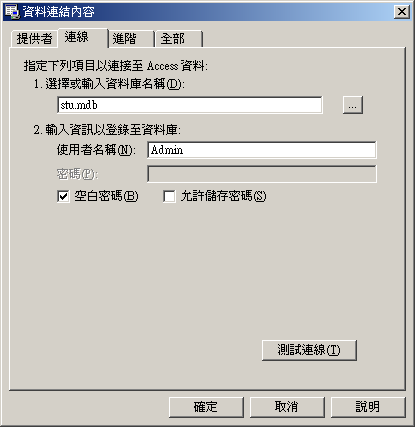 資料連結內容
提供者 連線 進階 全部
指定下列項目以連接至 Access 資料:
1. 選擇或輸入資料庫名稱(D):
stu.mdb ...
2. 輸入資訊以登錄至資料庫:
使用者名稱(N): Admin
密碼(P):
空白密碼(B) 允許儲存密碼(S)
測試連線(T)
確定 取消 說明